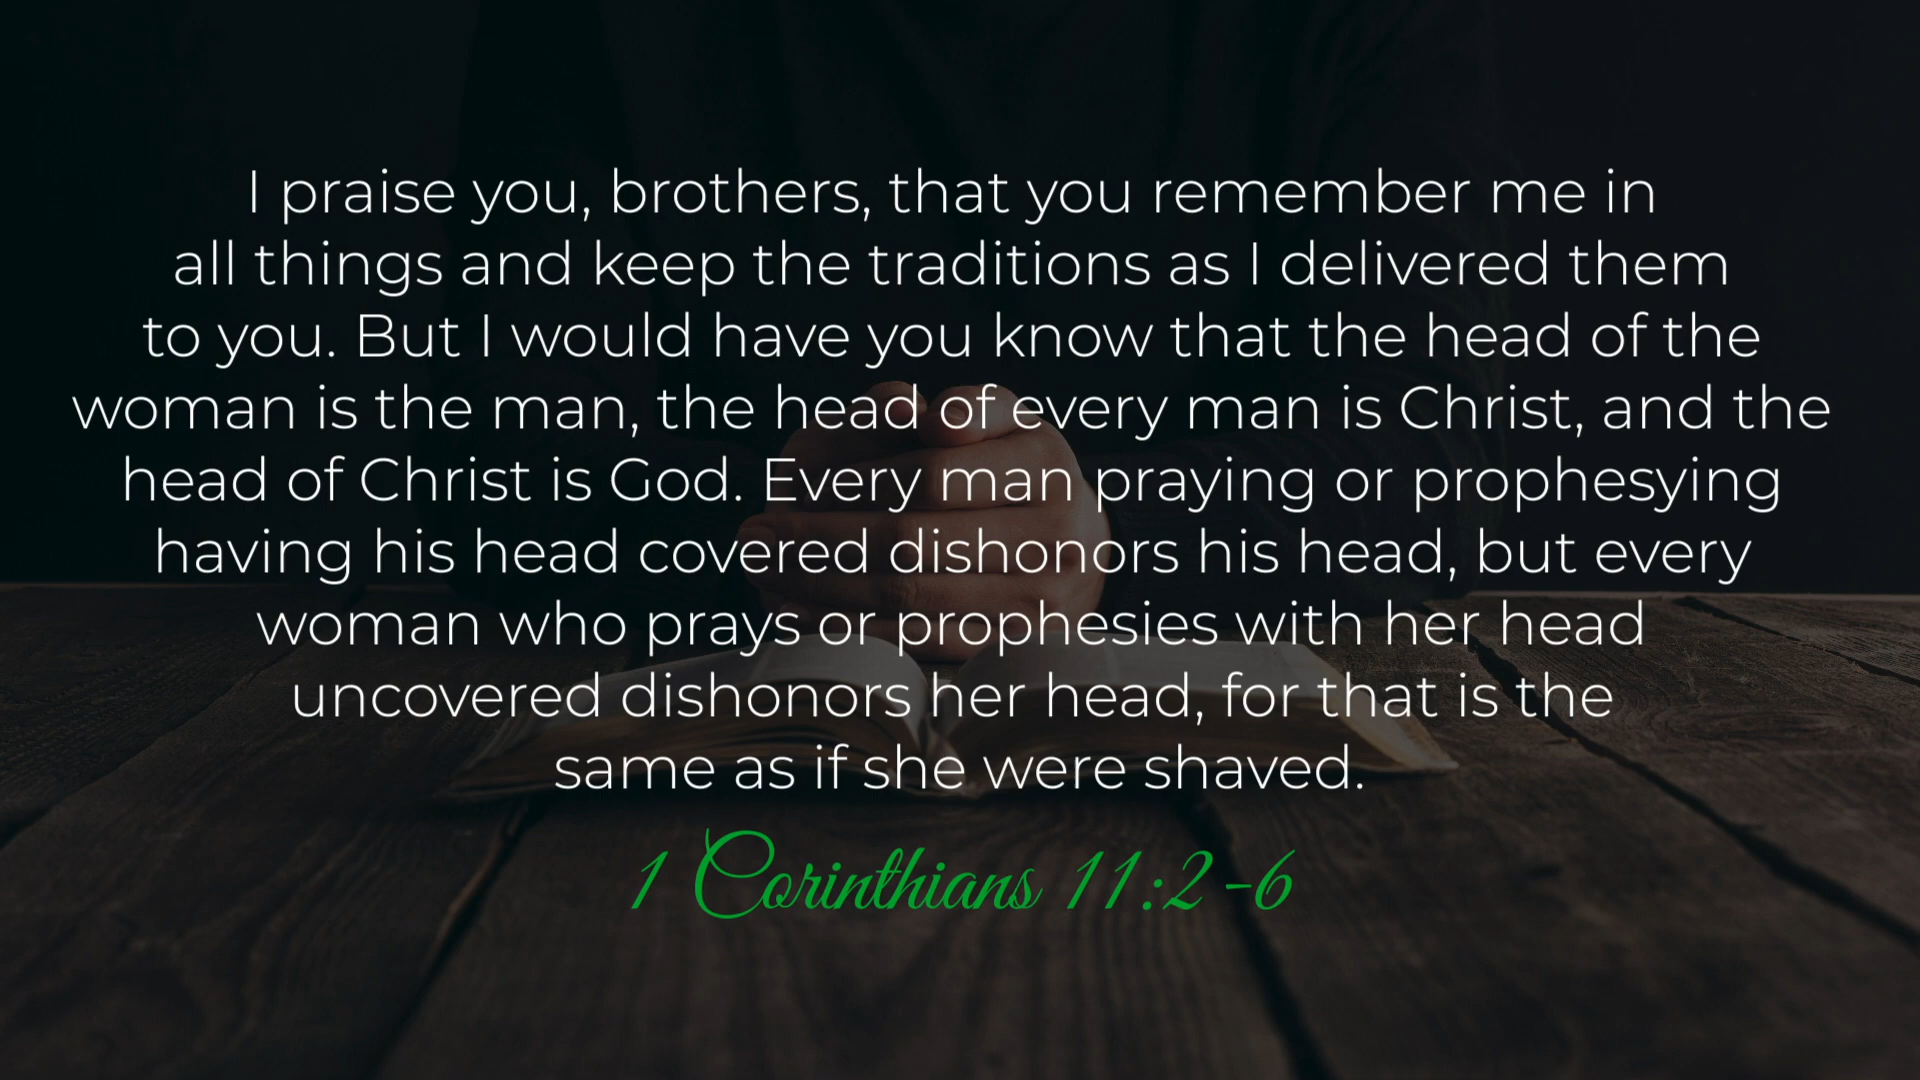 I praise you, brothers, that you remember me in
all things and keep the traditions as I delivered them
to you. But I would have you know that the head of the
woman is the man, the head of every man is Christ, and the
head of Christ is God. Every man praying or prophesying
having his head covered dishonors his head, but every
woman who prays or prophesies with her head
uncovered dishonors her head, for that is the
same as if she were shaved.
1 Corinthians 11:2-6